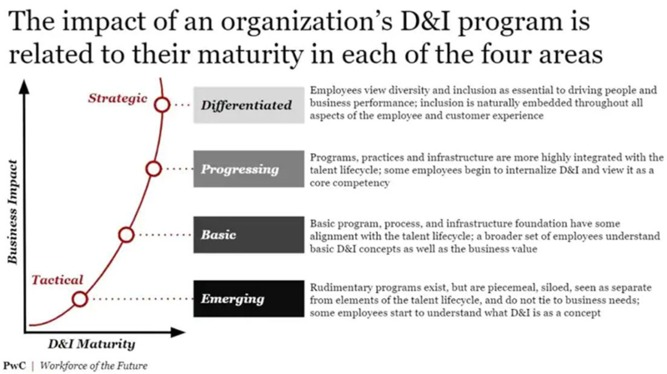 The impact of an organization's D&I program is
related to their maturity in each of the four areas
Business Impact
Strategic
Differentiated
Employees view diversity and inclusion as essential to driving people and
business performance; inclusion is naturally embedded throughout all
aspects of the employee and customer experience
Progressing
Programs, practices and infrastructure are more highly integrated with the
talent lifecycle; some employees begin to internalize D&I and view it as a
core competency
Basic
Basic program, process, and infrastructure foundation have some
alignment with the talent lifecycle; a broader set of employees understand
basic D&I concepts as well as the business value
Tactical
Emerging
Rudimentary programs exist, but are piecemeal, siloed, seen as separate
from elements of the talent lifecycle, and do not tie to business needs;
some employees start to understand what D&I is as a concept
D&I Maturity
PwC | Workforce of the Future